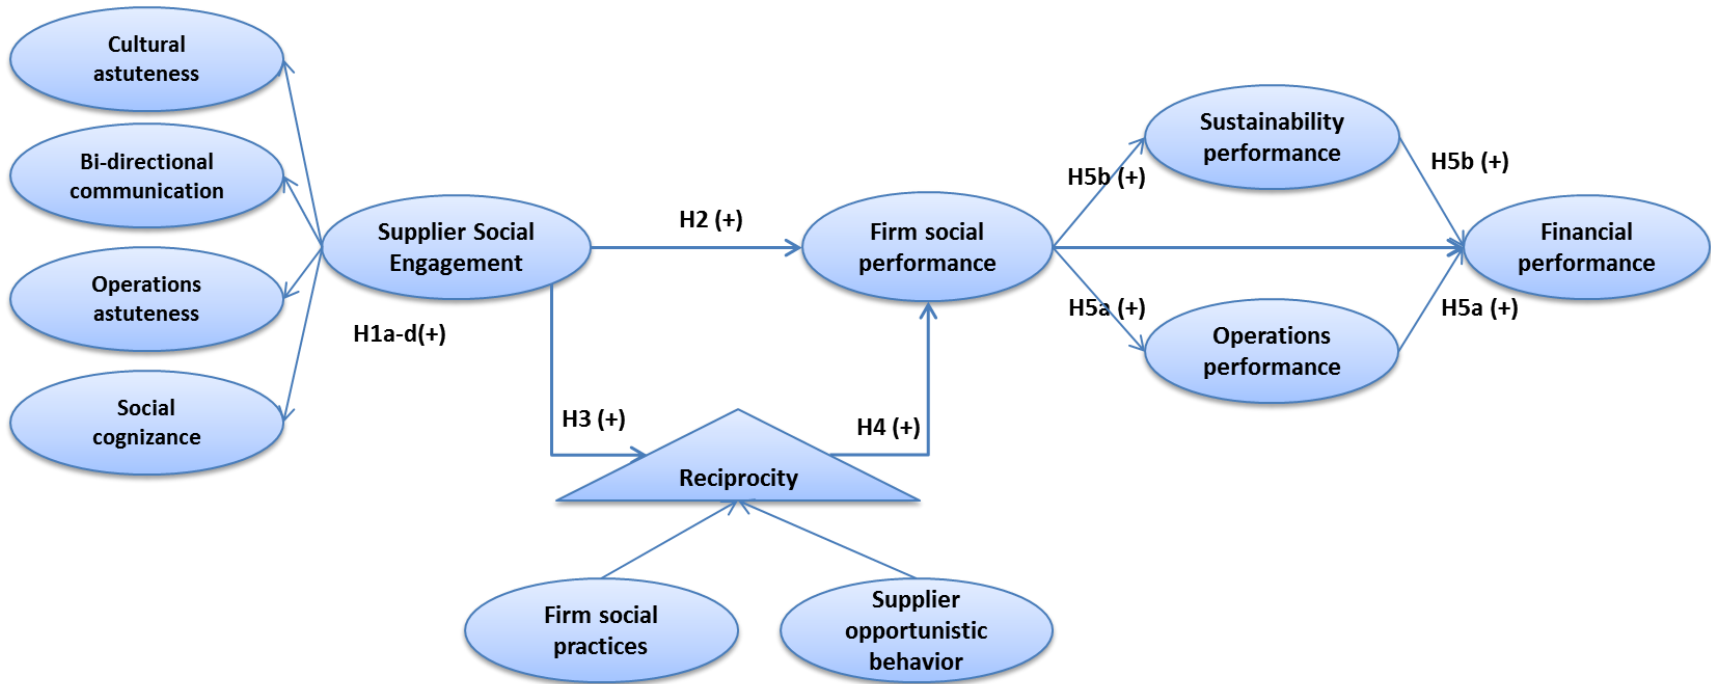 Cultural
astuteness
Bi-directional
communication
Operations
astuteness
Social
cognizance
Supplier Social
Engagement
H1a-d(+)
H2 (+)
H3 (+)
Reciprocity
H4 (+)
Firm social
practices
Supplier
opportunistic
behavior
Firm social
performance
H5b (+)
H5a (+)
Sustainability
performance
Operations
performance
H5b (+)
H5a (+)
Financial
performance